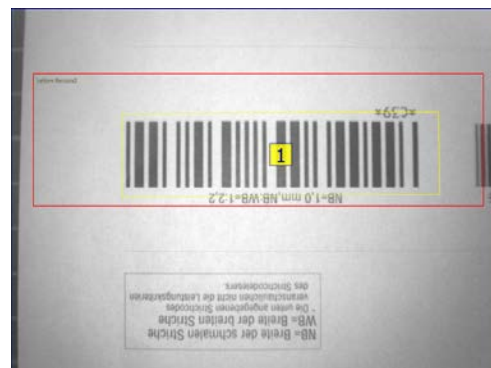 NB= Breite der schmalen Striche
WB= Breite der breiten Striche
* Die unten angegebenen Strichcodes
veranschaulichen nicht die Leistungskriterien
des Strichcodelesers.
NB=1,0 mm,NB:WB=1:2,2
1
*C39*